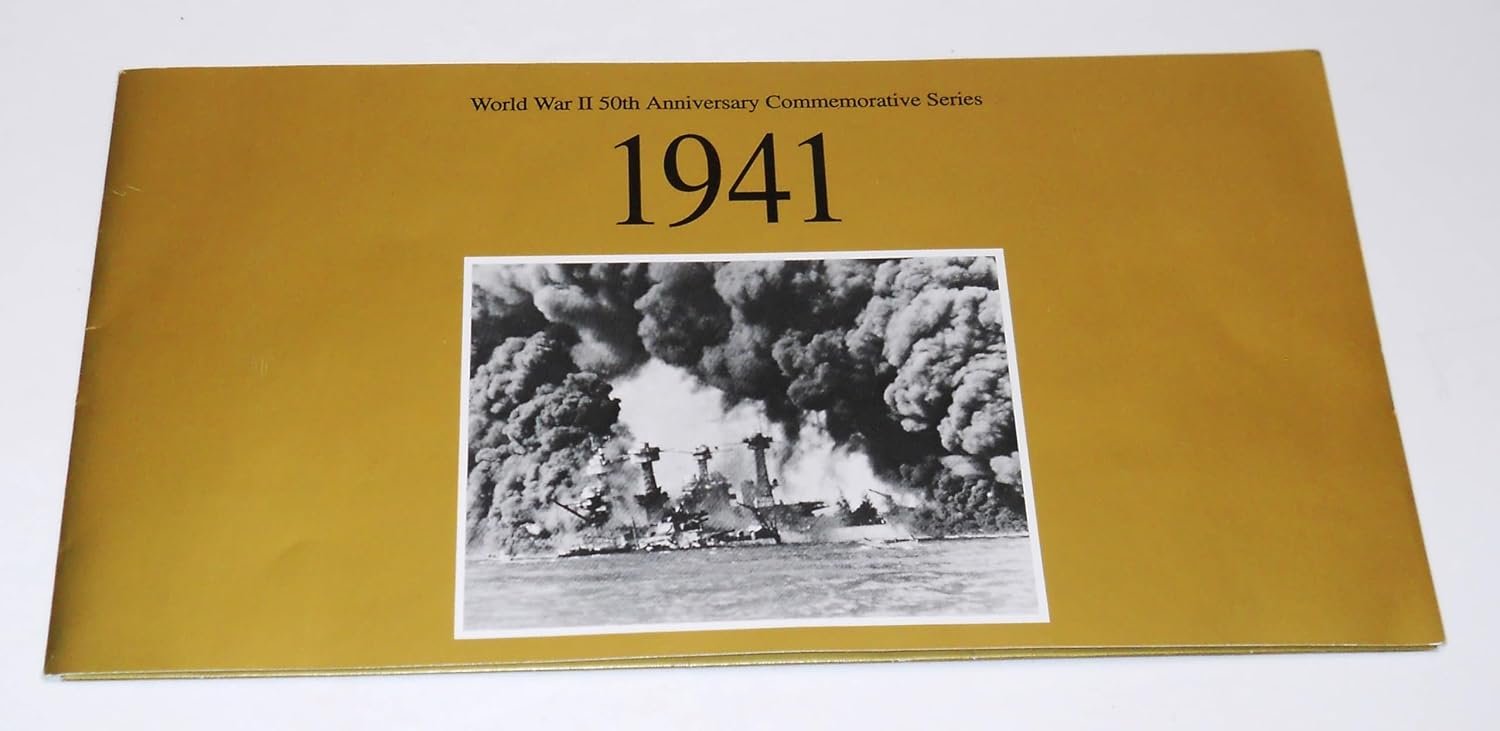 World War II 50th Anniversary Commemorative Series
1941